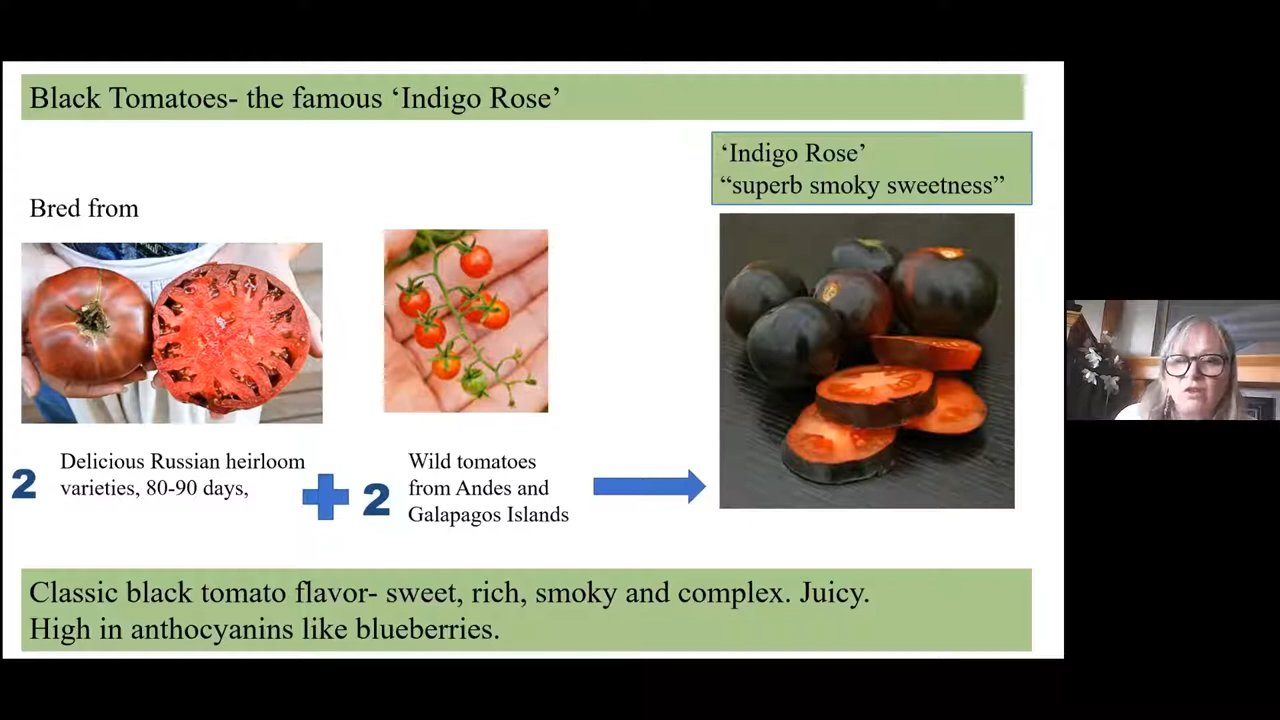 Black Tomatoes- the famous ‘Indigo Rose’
‘Indigo Rose’
“superb smoky sweetness”
Bred from
2
Delicious Russian heirloom
varieties, 80-90 days,
2
Wild tomatoes
from Andes and
Galapagos Islands
Classic black tomato flavor- sweet, rich, smoky and complex. Juicy.
High in anthocyanins like blueberries.